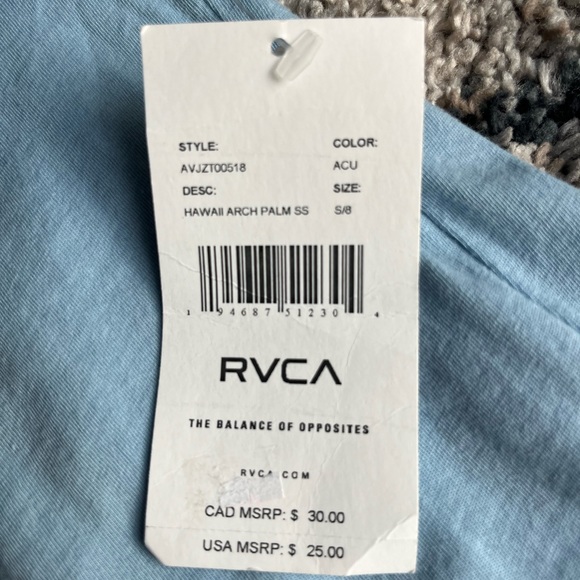 STYLE: COLOR:
AVJZT00518 ACU
DESC: SIZE:
HAWAII ARCH PALM SS S/8
1 94687 51230 4
RVCA
THE BALANCE OF OPPOSITES
RVCA.COM
CAD MSRP: $ 30.00
USA MSRP: $ 25.00